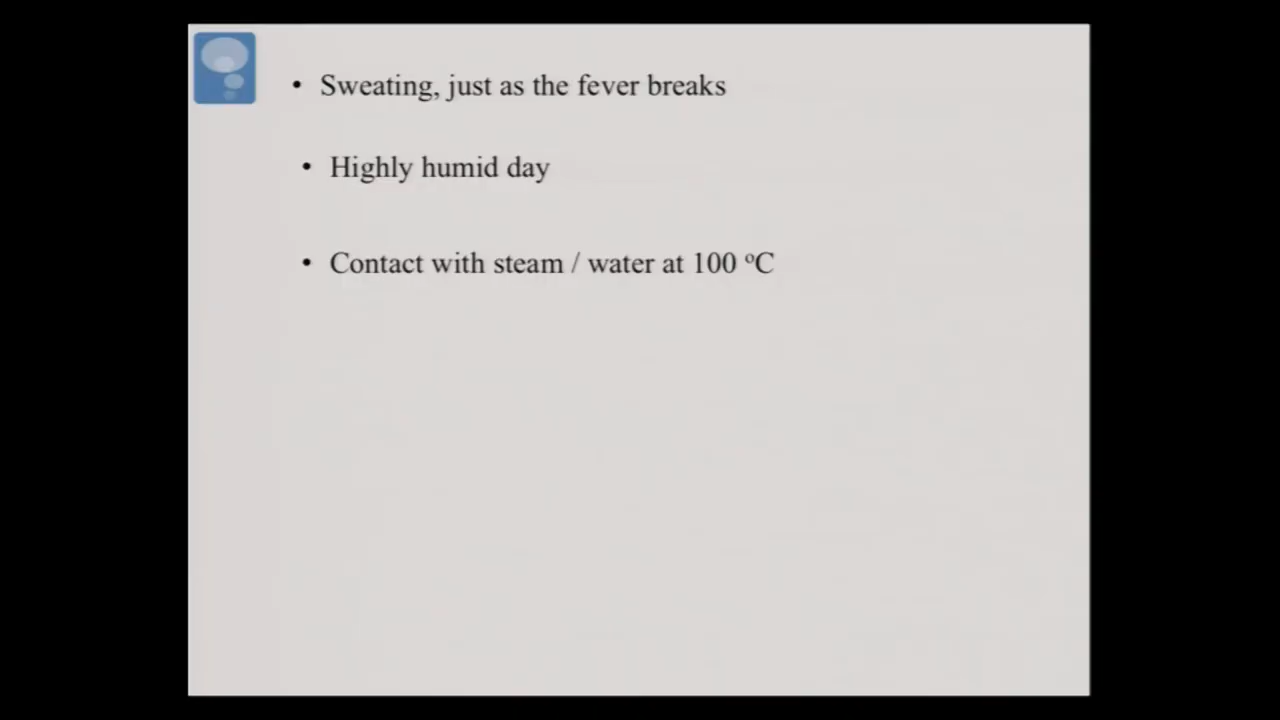 • Sweating, just as the fever breaks
• Highly humid day
• Contact with steam / water at 100 ºC